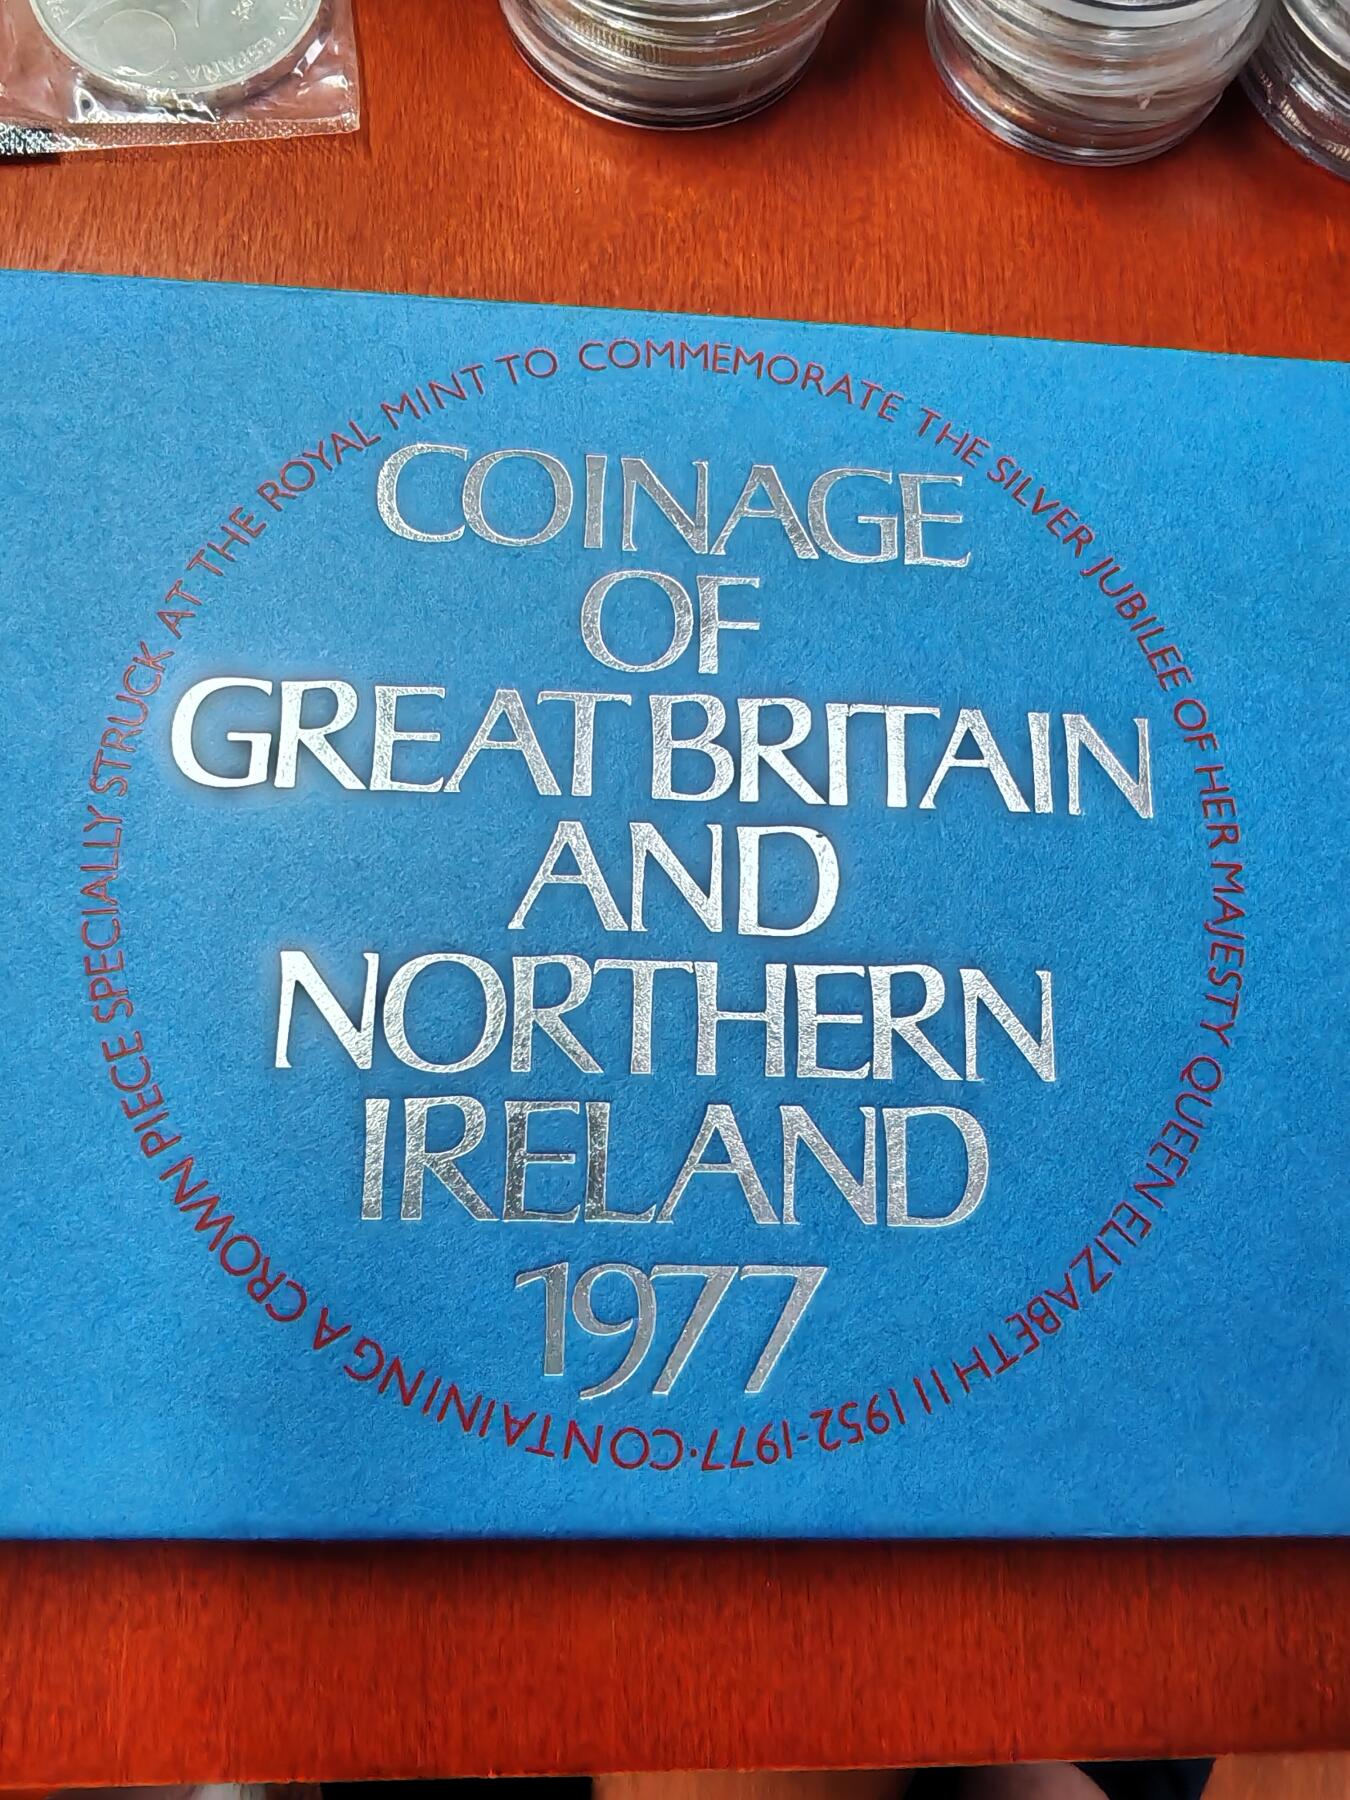 ESPAÑA
COINAGE
OF
GREAT BRITAIN
AND
NORTHERN
IRELAND
1977
CONTAINING A CROWN PIECE SPECIALLY STRUCK AT THE ROYAL MINT TO COMMEMORATE THE SILVER JUBILEE OF HER MAJESTY QUEEN ELIZABETH II 1952-1977·